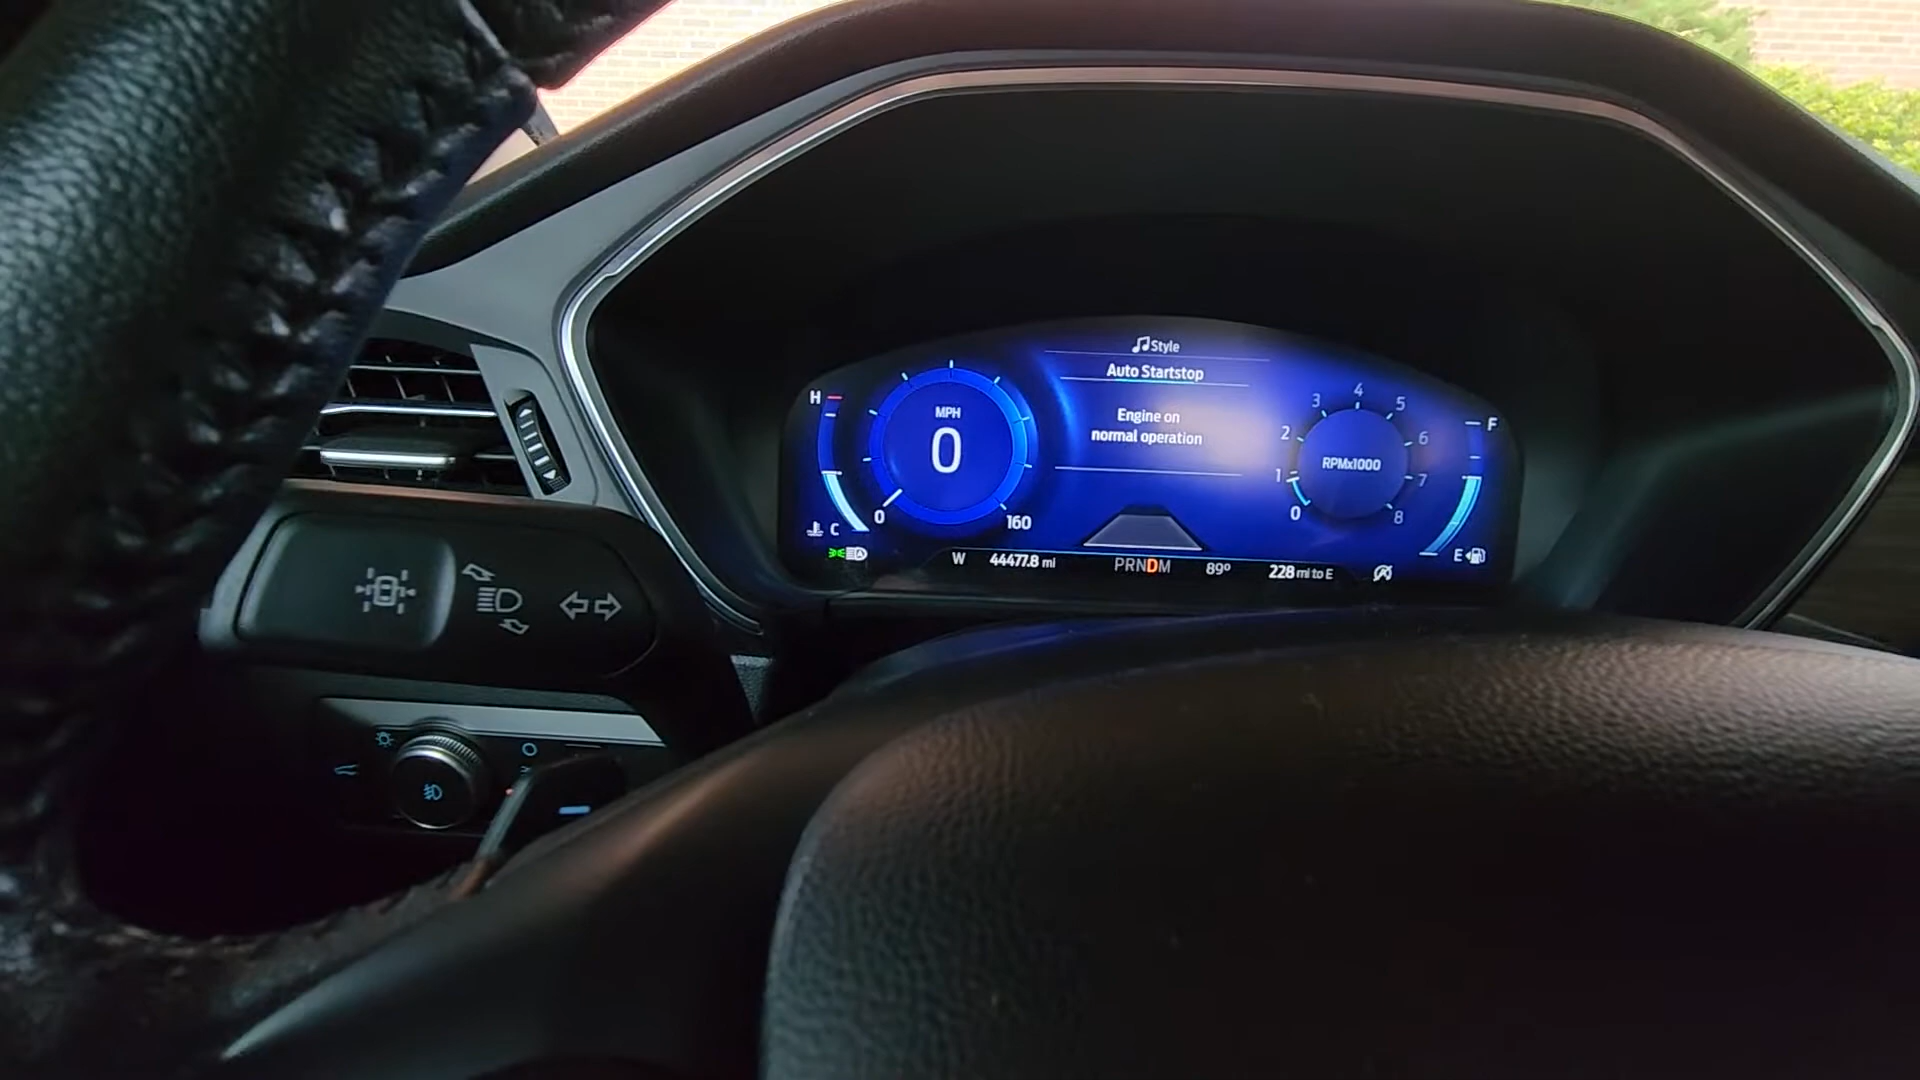 Style
Auto Startstop
Engine on
normal operation
H
C
MPH
0
0
160
RPMx1000
0
1
2
3
4
5
6
7
8
F
E
W
44477.8 mi
PRNDM
89º
228 mi to E